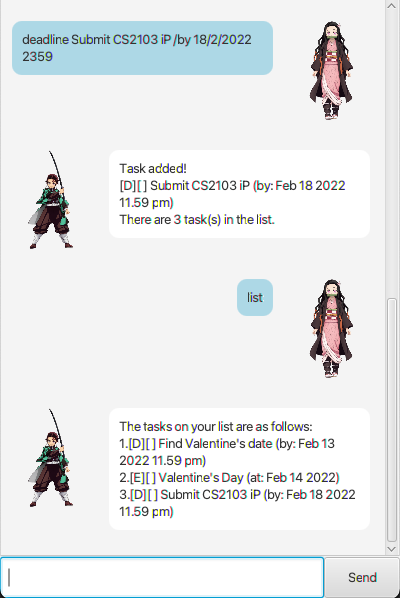 deadline Submit CS2103 iP /by 18/2/2022
2359
Task added!
[D][ ] Submit CS2103 iP (by: Feb 18 2022
11.59 pm)
There are 3 task(s) in the list.
list
The tasks on your list are as follows:
1.[D][ ] Find Valentine's date (by: Feb 13
2022 11.59 pm)
2.[E][ ] Valentine's Day (at: Feb 14 2022)
3.[D][ ] Submit CS2103 iP (by: Feb 18 2022
11.59 pm)
Send